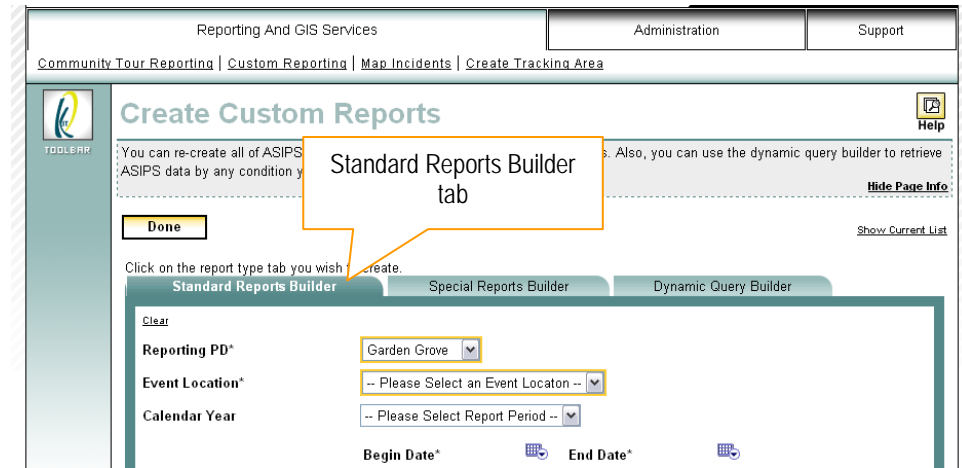 Reporting And GIS Services Administration Support
Community Tour Reporting | Custom Reporting | Map Incidents | Create Tracking Area
TOOLBAR
Create Custom Reports
Help
You can re-create all of ASIPS s. Also, you can use the dynamic query builder to retrieve
ASIPS data by any condition y
Hide Page Info
Standard Reports Builder
tab
Done
Show Current List
Click on the report type tab you wish to create.
Standard Reports Builder Special Reports Builder Dynamic Query Builder
Clear
Reporting PD* Garden Grove
Event Location* -- Please Select an Event Locaton --
Calendar Year -- Please Select Report Period --
Begin Date* End Date*